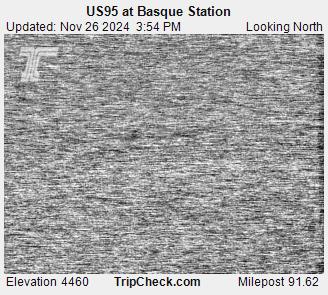 US95 at Basque Station
Updated: Nov 26 2024 3:54 PM Looking North
Elevation 4460 TripCheck.com Milepost 91.62